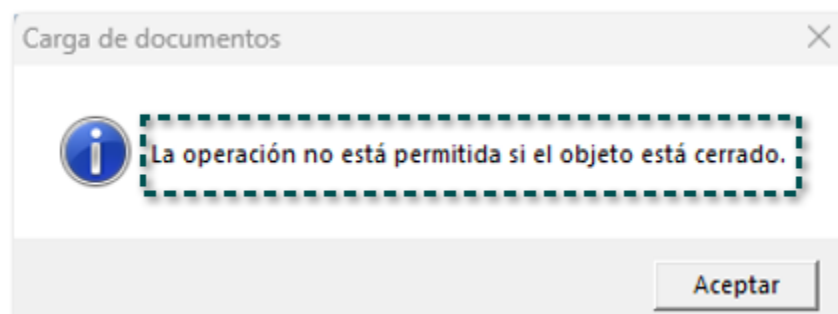 Carga de documentos
La operación no está permitida si el objeto está cerrado.
Aceptar